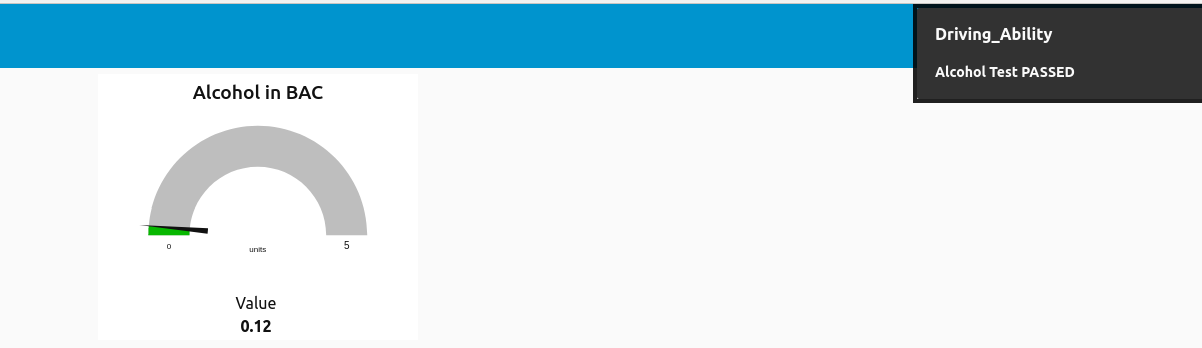 Driving_Ability
Alcohol Test PASSED
Alcohol in BAC
0
units
5
Value
0.12